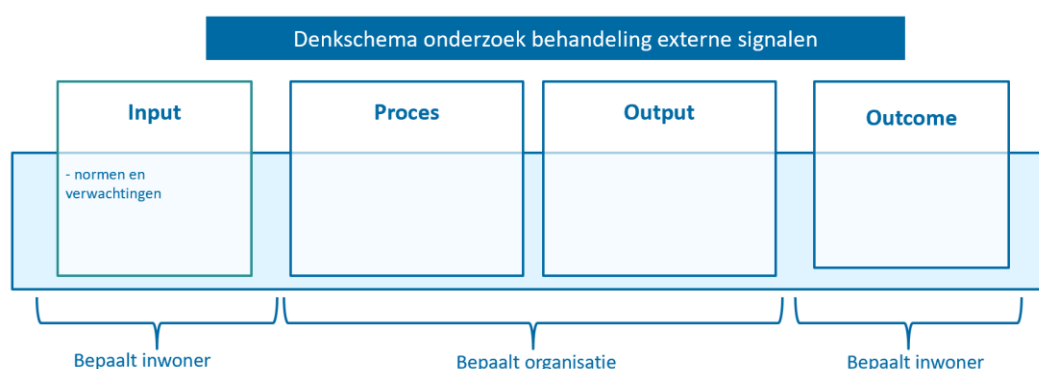 Denkschema onderzoek behandeling externe signalen
Input
Proces
Output
Outcome
- normen en
verwachtingen
Bepaalt inwoner
Bepaalt organisatie
Bepaalt inwoner